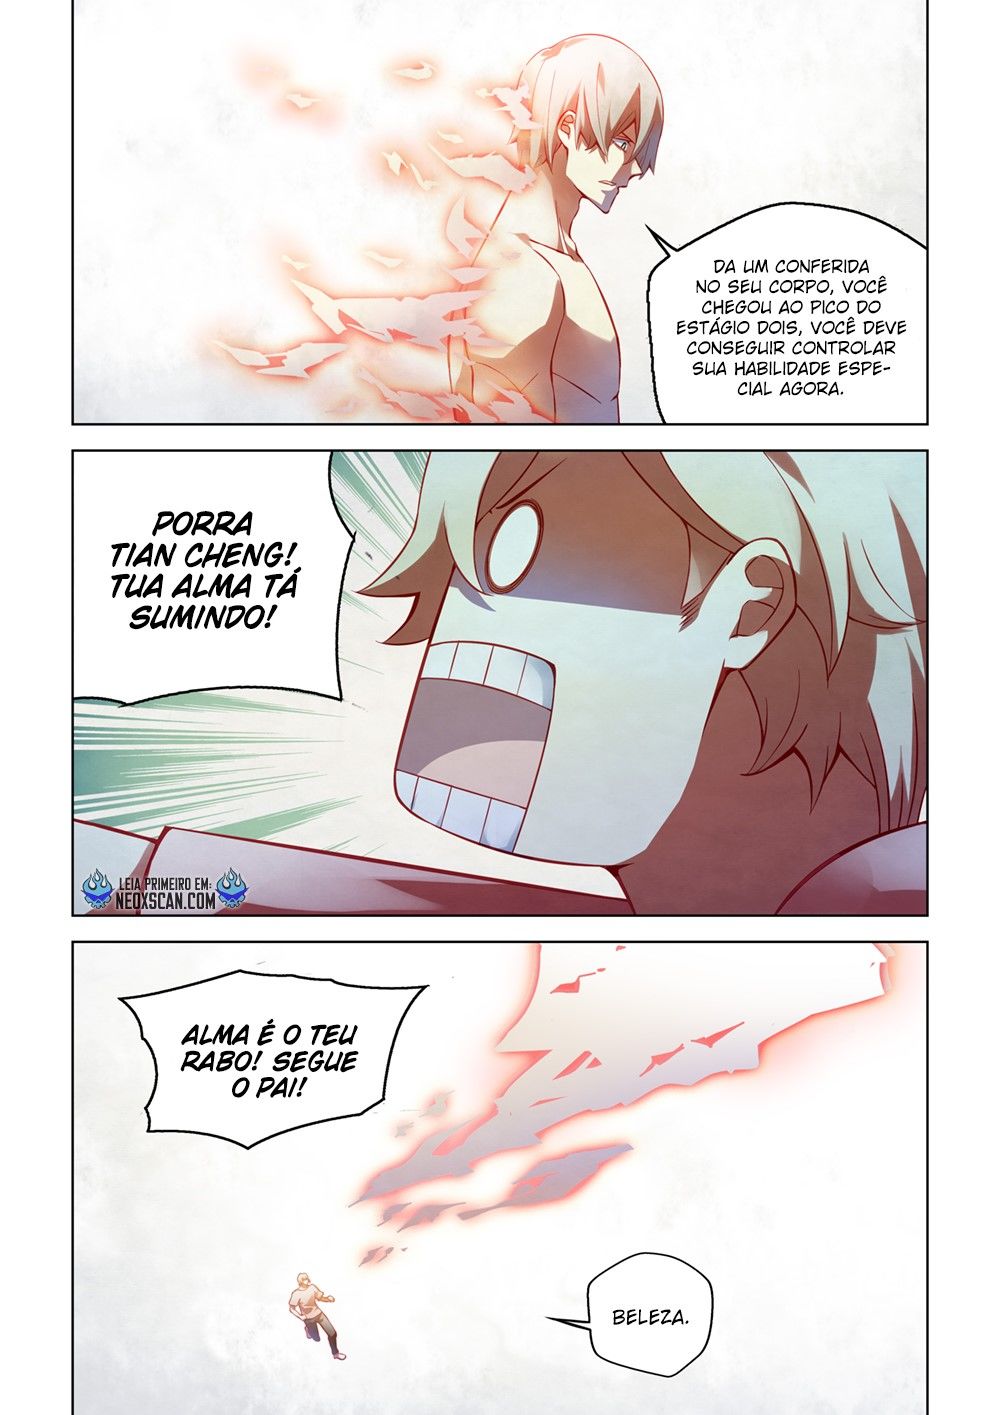 DA UM CONFERIDA
NO SEU CORPO, VOCÊ
CHEGOU AO PICO DO
ESTÁGIO DOIS, VOCÊ DEVE
CONSEGUIR CONTROLAR
SUA HABILIDADE ESPE-
CIAL AGORA.
PORRA
TIAN CHENG!
TUA ALMA TÁ
SUMINDO!
LEIA PRIMEIRO EM:
NEOXSCAN.COM
ALMA É O TEU
RABO! SEGUE
O PAI!
BELEZA.